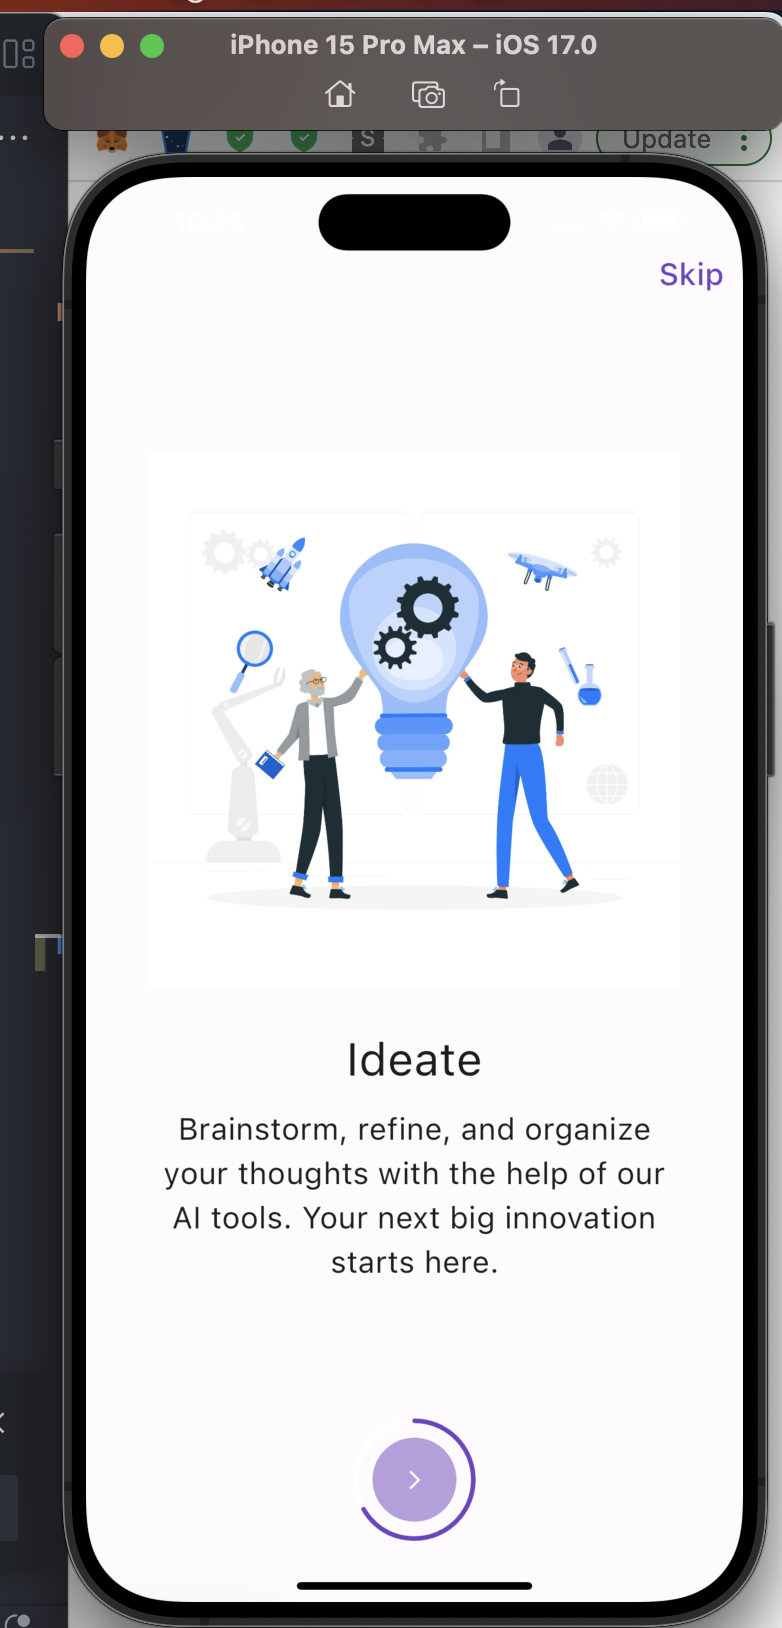 iPhone 15 Pro Max – iOS 17.0
S
Update
10:26
Skip
Ideate
Brainstorm, refine, and organize
your thoughts with the help of our
AI tools. Your next big innovation
starts here.